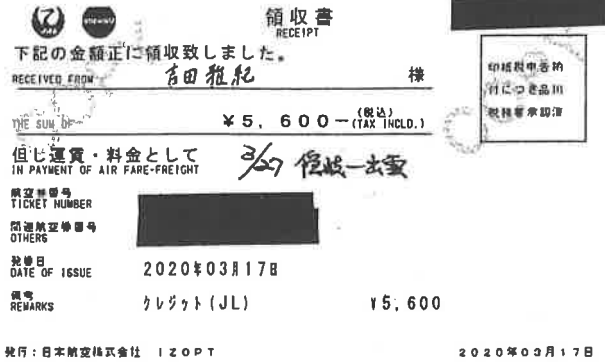 JAL
領収書
RECEIPT
下記の金額正に領収致しました。
RECEIVED FROM 吉田雅紀 様
THE SUM OF ¥5,600-(税込)(TAX INCLD.)
印紙税申告納
付につき品川
税務署承認済
但し運賃・料金として 3/27 隠岐-出雲
IN PAYMENT OF AIR FARE-FREIGHT
航空券番号
TICKET NUMBER
関連航空券番号
OTHERS
発券日
DATE OF ISSUE 2020年03月17日
備考
REMARKS クレジット(JL) ¥5,600
発行:日本航空株式会社 IZOPT 2020年03月17日